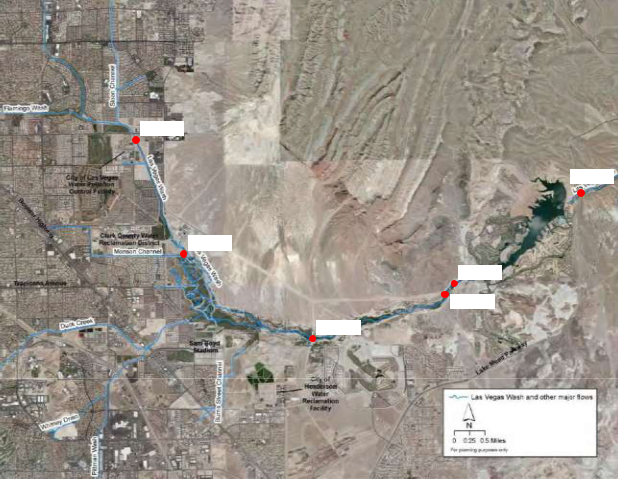 Sloan Channel
Flamingo Wash
Las Vegas Wash
City of Las Vegas
Water Pollution
Control Facility
Clark County Water
Reclamation District
Monson Channel
Las Vegas Wash
Tropicana Avenue
Duck Creek
Sam Boyd
Stadium
Burns Street Channel
City of
Henderson
Water
Reclamation
Facility
Lake Mead Parkway
Whitney Drain
Pittman Wash
Las Vegas Wash and other major flows
N
0 0.25 0.5 Miles
For planning purposes only